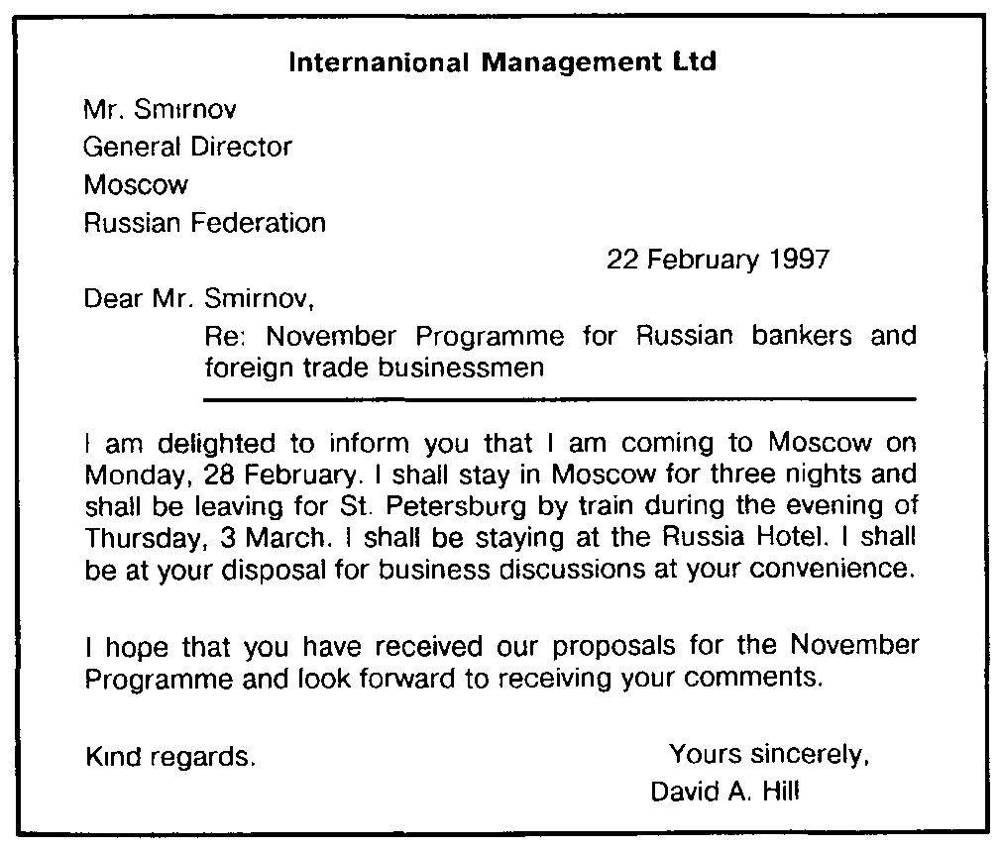 Internanional Management Ltd
Mr. Smirnov
General Director
Moscow
Russian Federation
22 February 1997
Dear Mr. Smirnov,
Re: November Programme for Russian bankers and
foreign trade businessmen
I am delighted to inform you that I am coming to Moscow on
Monday, 28 February. I shall stay in Moscow for three nights and
shall be leaving for St. Petersburg by train during the evening of
Thursday, 3 March. I shall be staying at the Russia Hotel. I shall
be at your disposal for business discussions at your convenience.
I hope that you have received our proposals for the November
Programme and look forward to receiving your comments.
Kind regards.
Yours sincerely,
David A. Hill